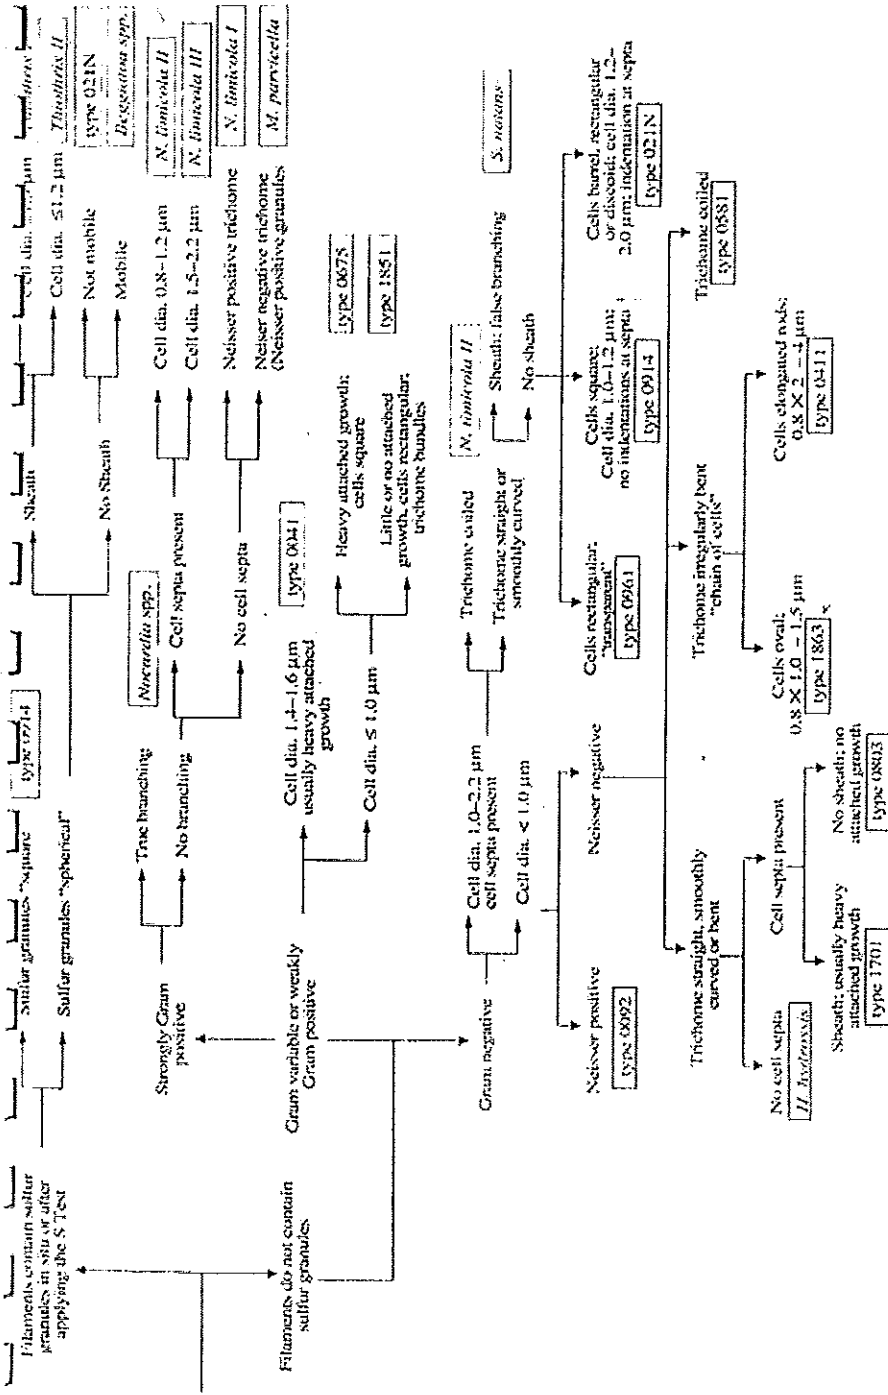 Filaments contain sulfur
granules in situ or after
applying the S Test
Sulfur granules "square
type 0914
Sulfur granules "spherical"
Sheath
Cell dia. ≤1.2 μm
Thiothrix II
No Sheath
Not mobile
type 021N
Mobile
Beggiatoa spp.
Filaments do not contain
sulfur granules
Strongly Gram
positive
True branching
Nocardia spp.
No branching
Cell septa present
Cell dia. 0.8–1.2 μm
N. limicola II
Cell dia. 1.5–2.2 μm
N. limicola III
No cell septa
Neisser positive trichome
N. limicola I
Neiser negative trichome
(Neisser positive granules
M. parvicella
Gram variable or weakly
Gram positive
Cell dia. 1.4–1.6 μm
usually heavy attached
growth
type 0041
Cell dia. ≤ 1.0 μm
Heavy attached growth;
cells square
type 0675
Little or no attached
growth, cells rectangular;
trichome bundles
type 1851
Gram negative
Cell dia. 1.0–2.2 μm
cell septa present
Trichome coiled
N. limicola II
Trichome straight or
smoothly curved
Sheath; false branching
S. natans
No sheath
Cells rectangular;
"transparent"
type 0961
Cells square;
Cell dia. 1.0–1.2 μm;
no indentations at septa
type 0914
Cells barrel, rectangular
or discoid; cell dia. 1.2–
2.0 μm; indentation at septa
type 021N
Cell dia. < 1.0 μm
Neisser positive
type 0092
Neisser negative
Trichome straight, smoothly
curved or bent
No cell septa
H. hydrossis
Cell septa present
Sheath; usually heavy
attached growth
type 1701
No sheath; no
attached growth
type 0803
Trichome irregularly bent
"chain of cells"
Cells oval;
0.8 × 1.0 – 1.5 μm
type 1863
Cells elongated rods;
0.8 × 2 – 4 μm
type 0411
Trichome coiled
type 0581